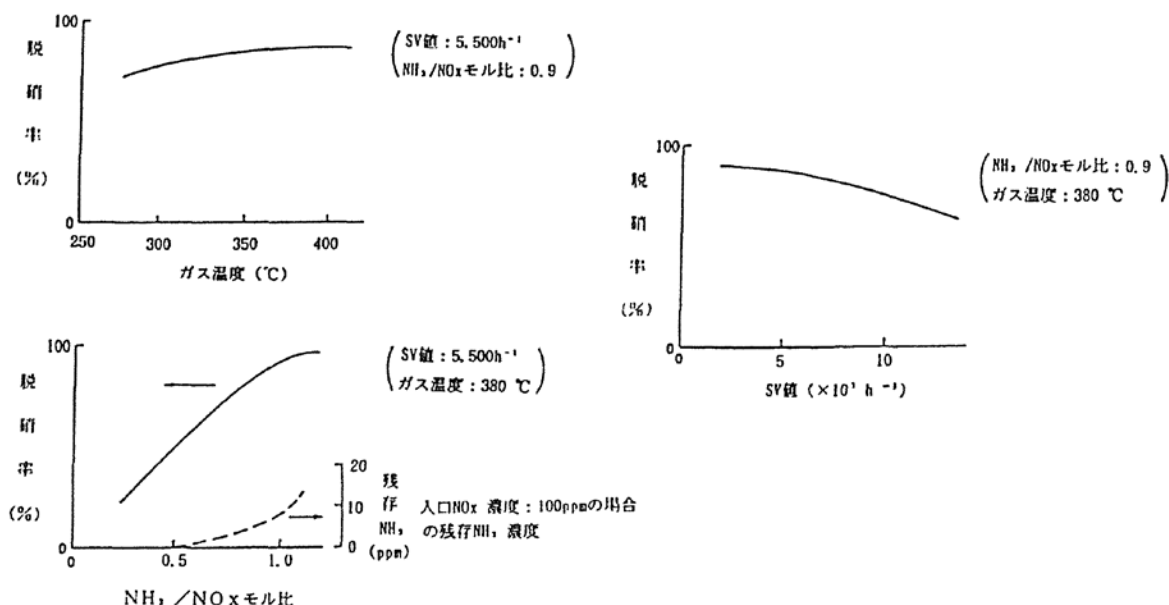 100
脱
硝
率
(%)
0
250
300
350
400
ガス温度 (℃)
SV値:5,500h⁻¹
NH₃/NOxモル比:0.9
100
脱
硝
率
(%)
0
0
5
10
SV値 (×10³ h⁻¹)
NH₃/NOxモル比:0.9
ガス温度:380 ℃
100
脱
硝
率
(%)
0
0
0.5
1.0
NH₃/NOxモル比
SV値:5,500h⁻¹
ガス温度:380 ℃
20
10
0
残
存
NH₃
(ppm)
入口NOx 濃度:100ppmの場合
の残存NH₃ 濃度